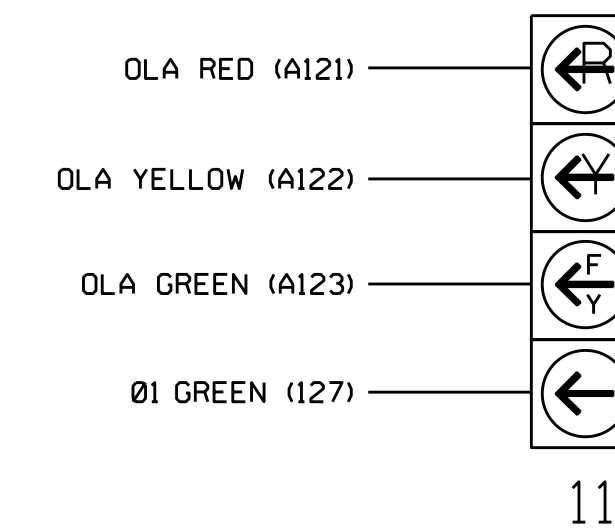 OLA RED (A121)
R
OLA YELLOW (A122)
Y
OLA GREEN (A123)
F
Y
Ø1 GREEN (127)
11